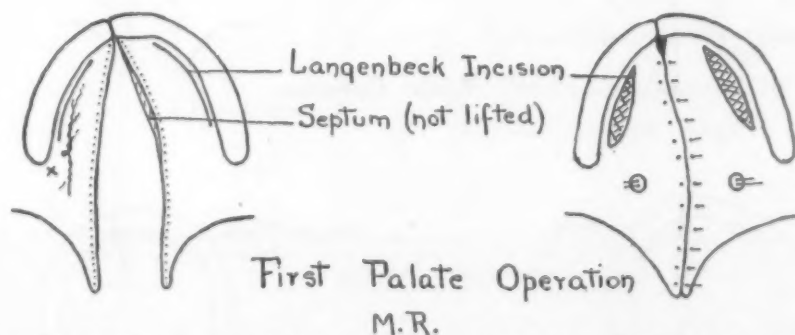 Langenbeck Incision
Septum (not lifted)
x
First Palate Operation
M.R.